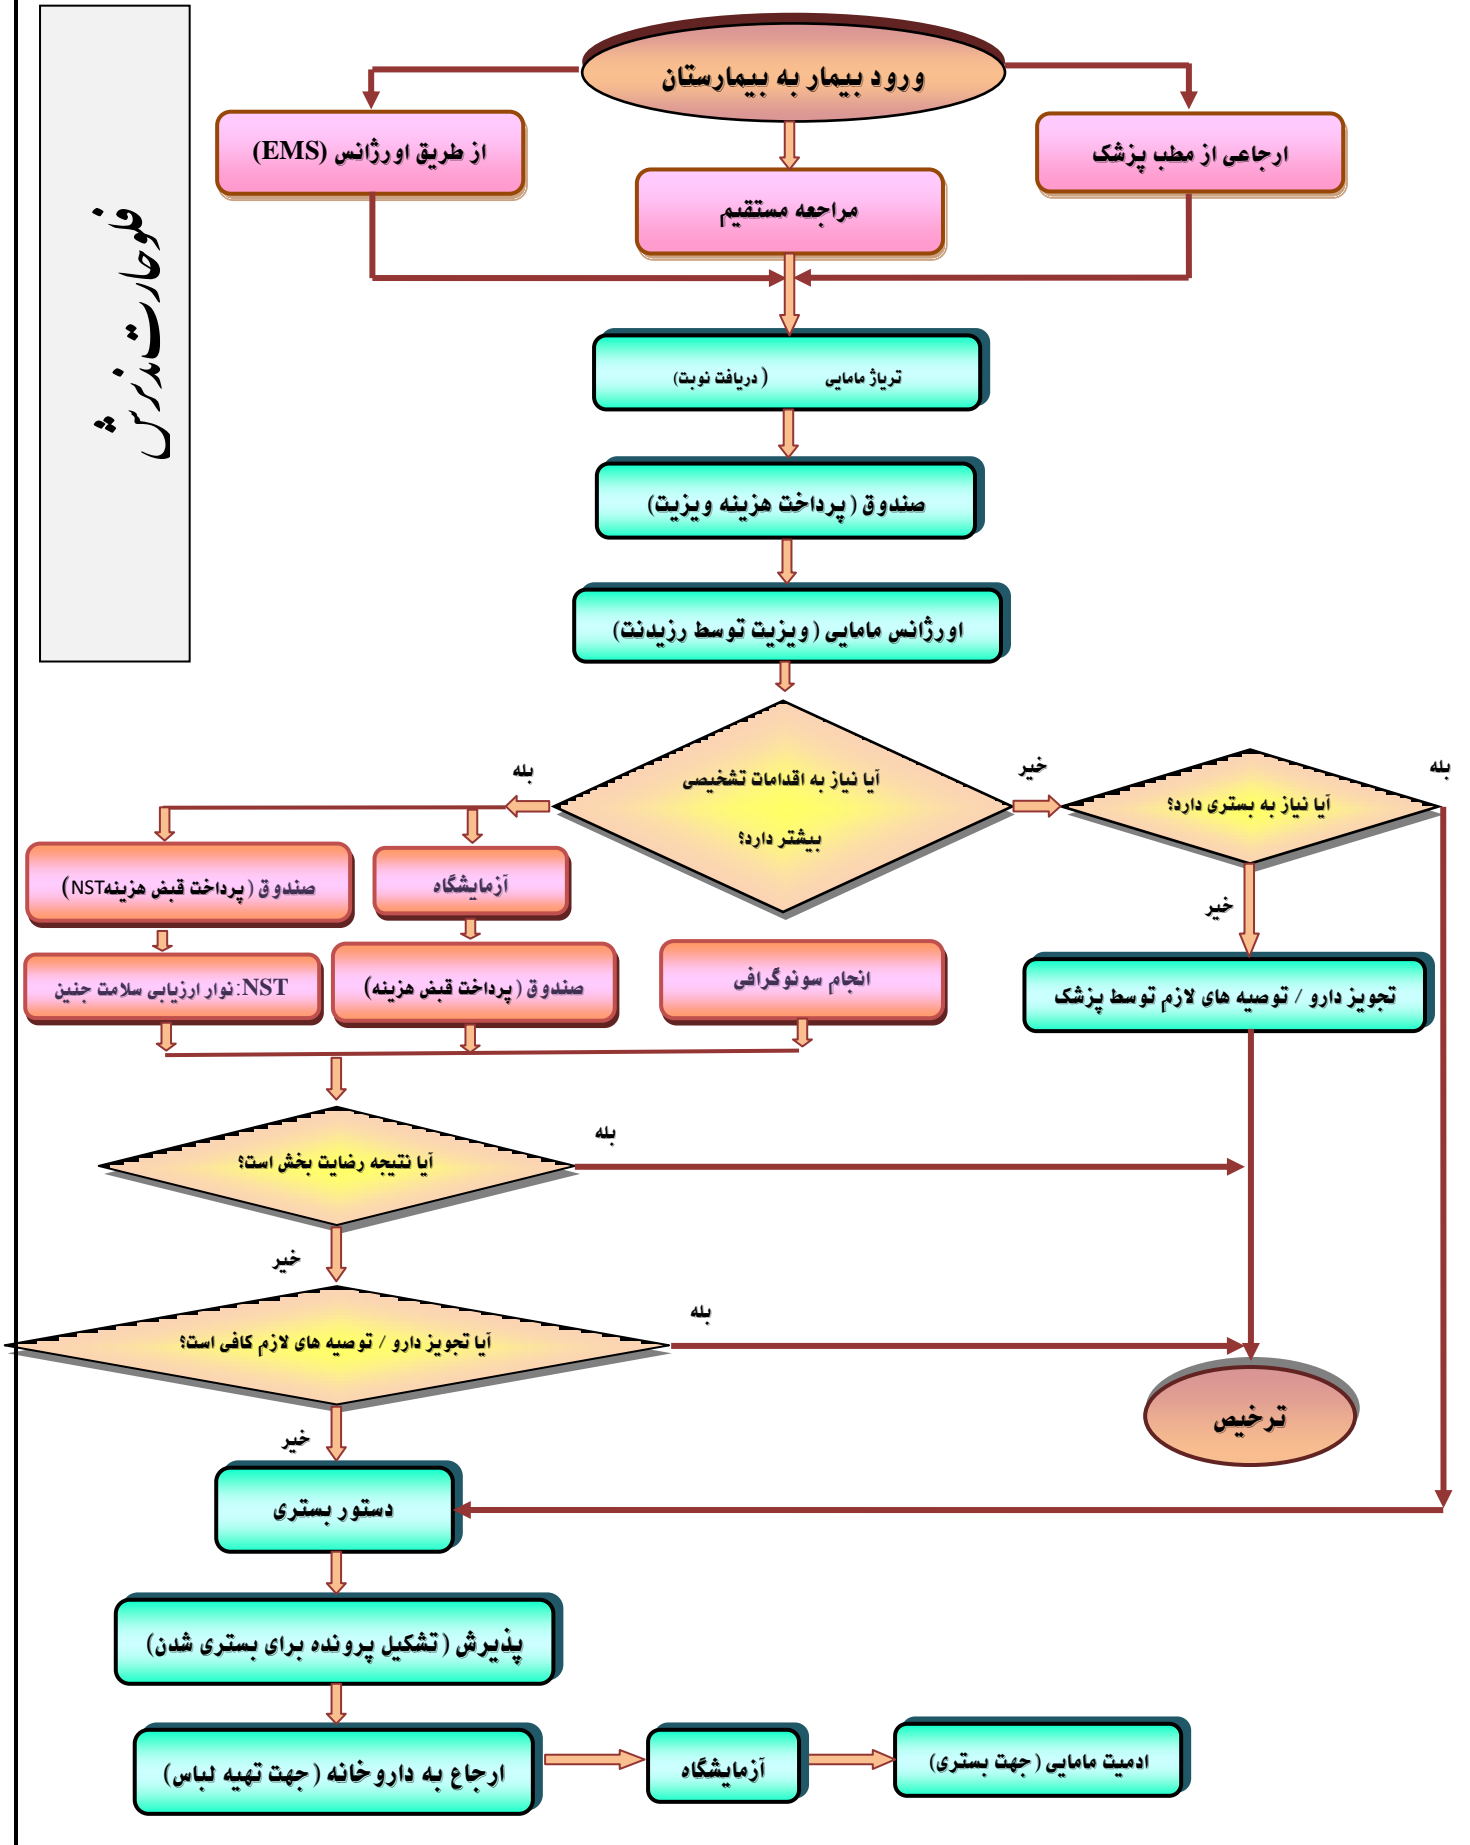 فلوچارت پذیرش
ورود بیمار به بیمارستان
ارجاعی از مطب پزشک
از طریق اورژانس (EMS)
مراجعه مستقیم
تریاژ مامایی ( دریافت نوبت)
صندوق ( پرداخت هزینه ویزیت)
اورژانس مامایی ( ویزیت توسط رزیدنت)
آیا نیاز به اقدامات تشخیصی
بیشتر دارد؟
بله
خیر
آیا نیاز به بستری دارد؟
بله
خیر
صندوق ( پرداخت قبض هزینهNST)
آزمایشگاه
NST:نوار ارزیابی سلامت جنین
صندوق ( پرداخت قبض هزینه)
انجام سونوگرافی
تجویز دارو / توصیه های لازم توسط پزشک
آیا نتیجه رضایت بخش است؟
بله
خیر
آیا تجویز دارو / توصیه های لازم کافی است؟
بله
خیر
ترخیص
دستور بستری
پذیرش ( تشکیل پرونده برای بستری شدن)
ارجاع به داروخانه ( جهت تهیه لباس)
آزمایشگاه
ادمیت مامایی ( جهت بستری)